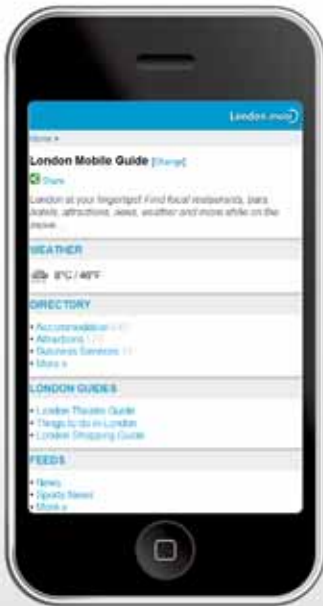 London
Home »
London Mobile Guide [Change]
Share
London at your fingertips! Find local restaurants, bars
hotels, attractions, news, weather and more while on the
move.
WEATHER
8°C / 46°F
DIRECTORY
• Accommodation
• Attractions
• Business Services
• More »
LONDON GUIDES
• London Theatre Guide
• Things to do in London
• London Shopping Guide
FEEDS
• News
• Sports News